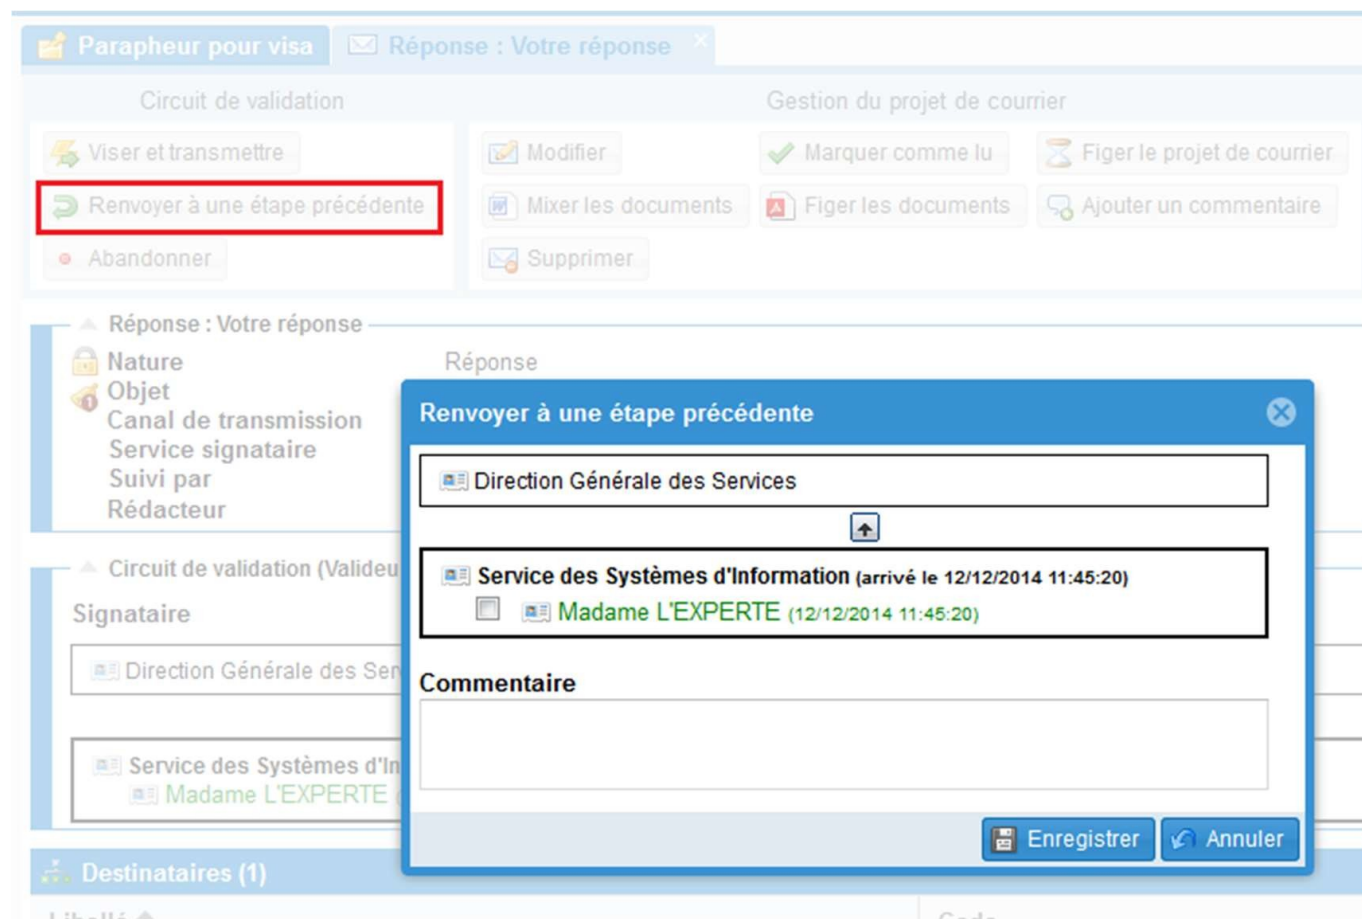 Parapheur pour visa
Réponse : Votre réponse
Circuit de validation
Gestion du projet de courrier
Viser et transmettre
Modifier
Marquer comme lu
Figer le projet de courrier
Renvoyer à une étape précédente
Mixer les documents
Figer les documents
Ajouter un commentaire
Abandonner
Supprimer
Réponse : Votre réponse
Nature
Réponse
Objet
Canal de transmission
Service signataire
Suivi par
Rédacteur
Circuit de validation (Valideu
Signataire
Direction Générale des Ser
Service des Systèmes d'In
Madame L'EXPERTE
Renvoyer à une étape précédente
Direction Générale des Services
Service des Systèmes d'Information (arrivé le 12/12/2014 11:45:20)
Madame L'EXPERTE (12/12/2014 11:45:20)
Commentaire
Enregistrer
Annuler
Destinataires (1)